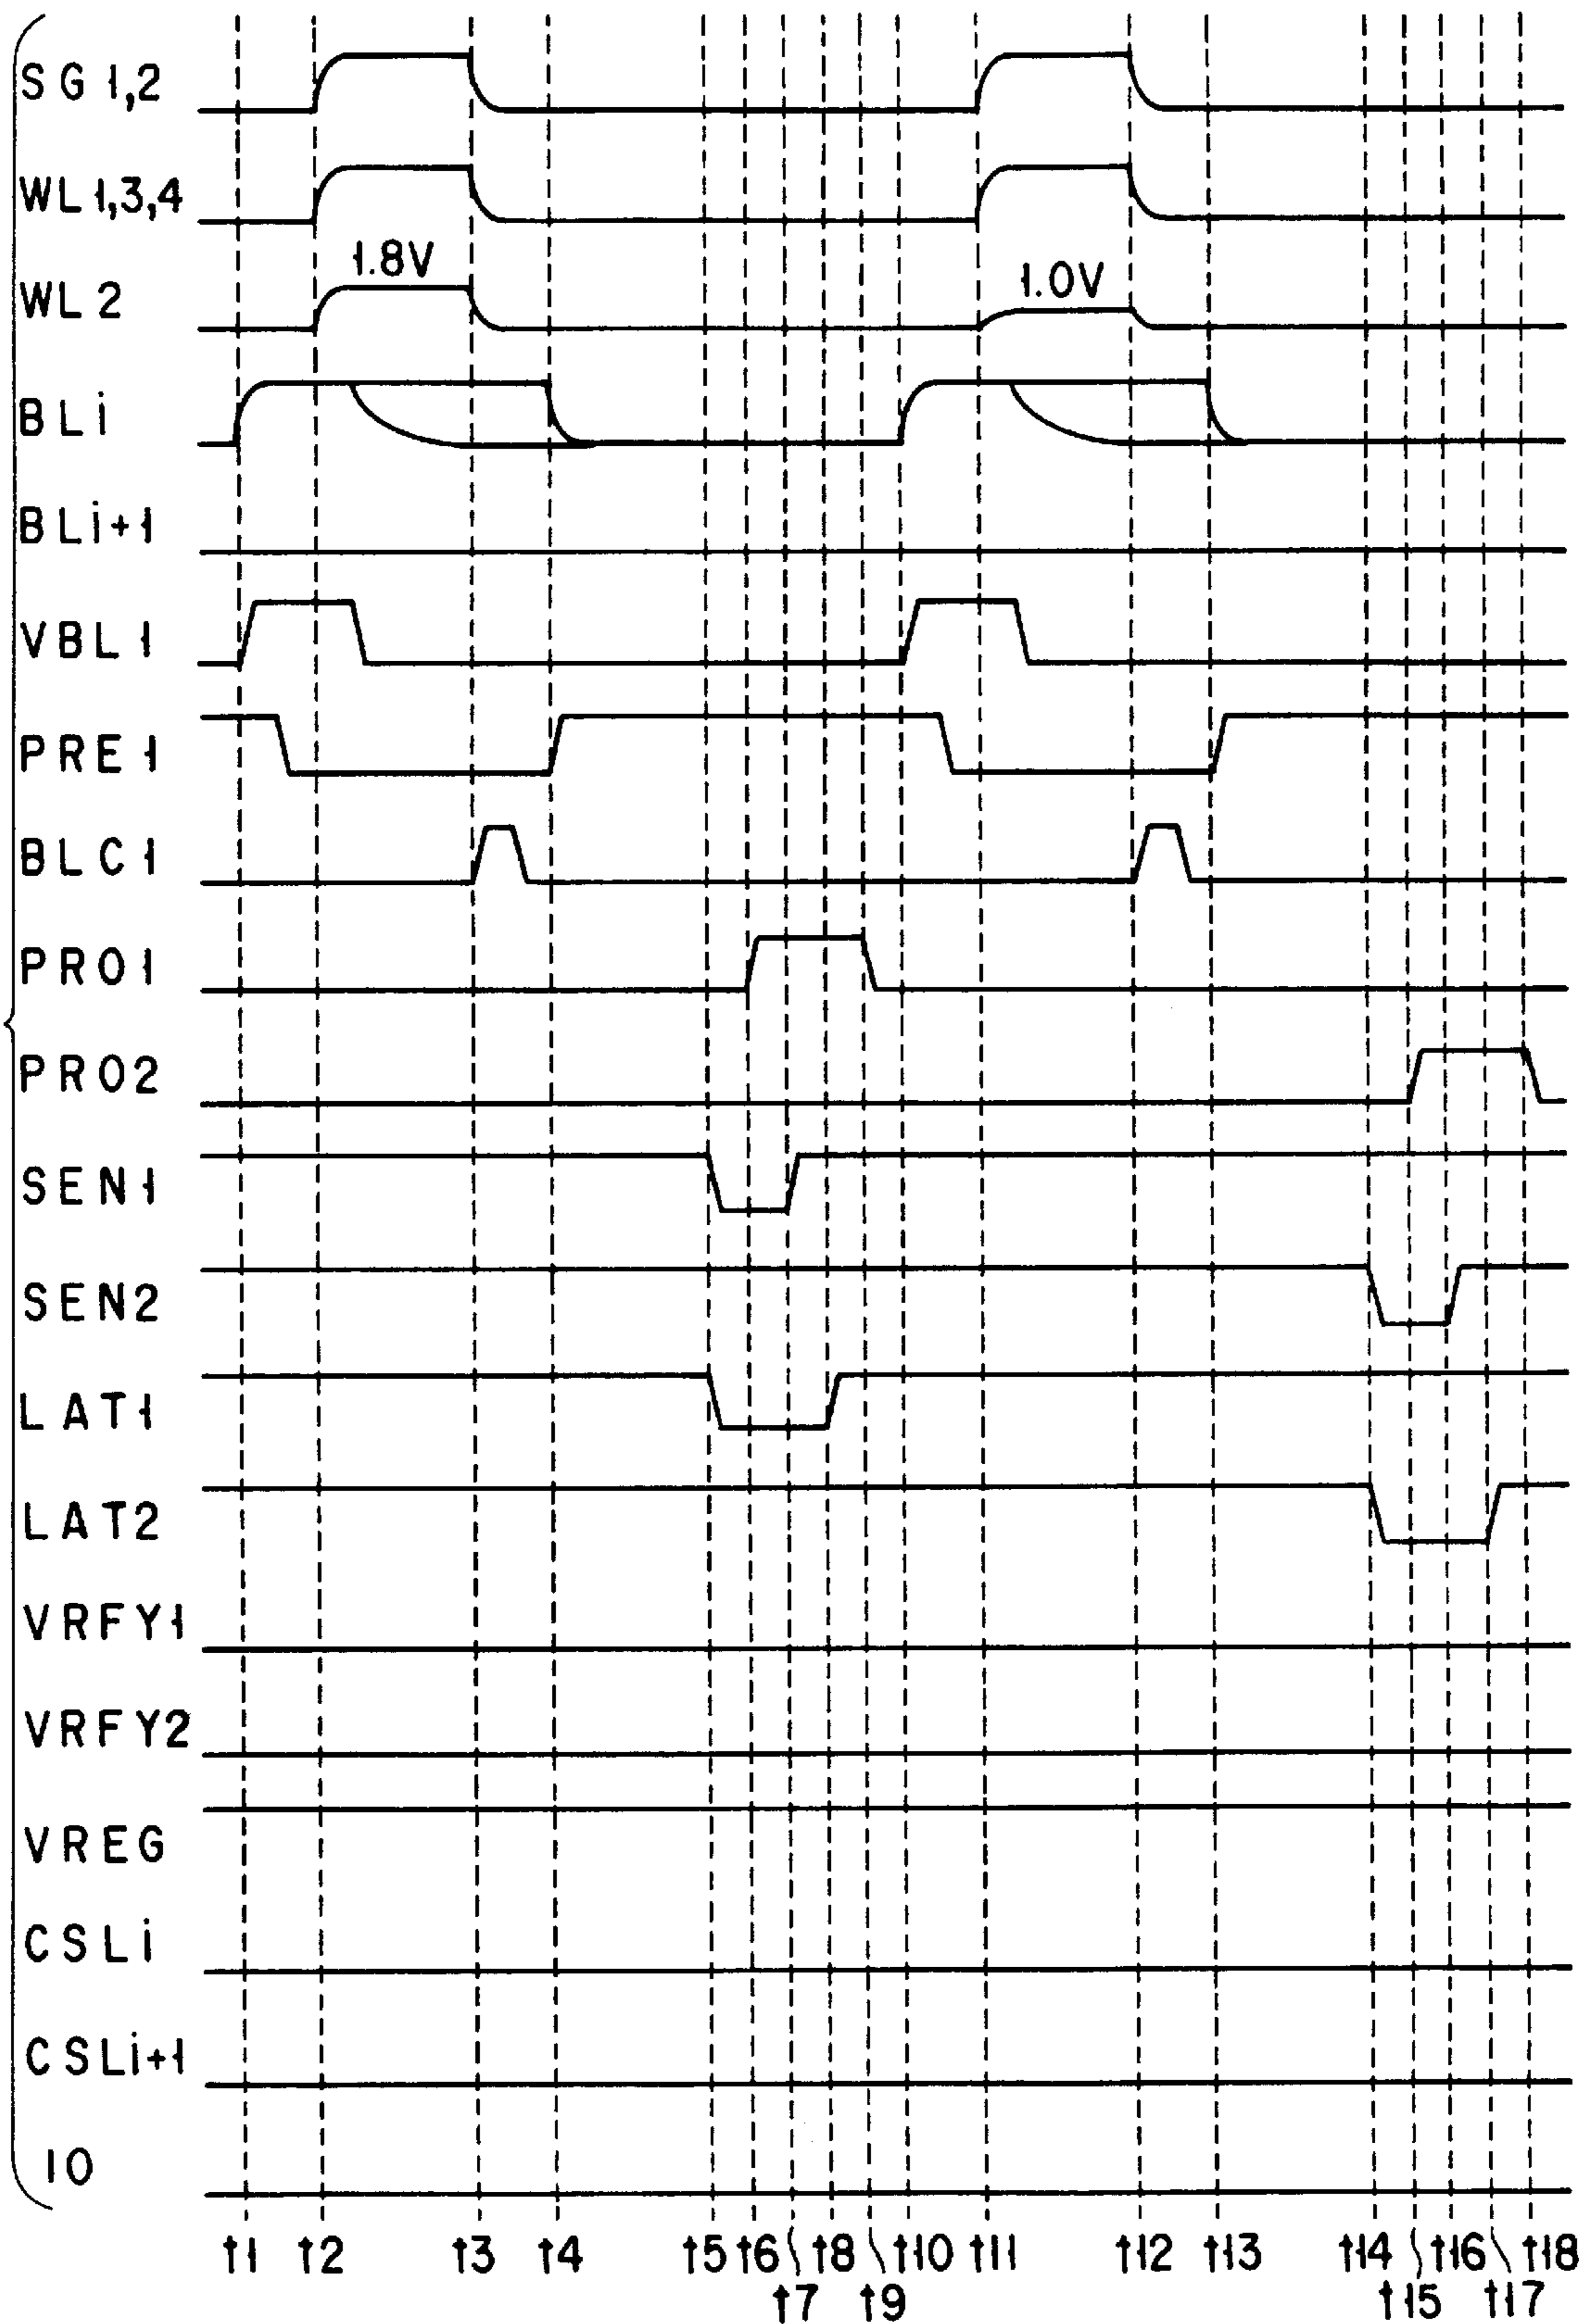 SG1,2
WL1,3,4
1.8V
1.0V
WL2
BLi
BLi+1
VBL1
PRE1
BLC1
PRO1
PRO2
SEN1
SEN2
LAT1
LAT2
VRFY1
VRFY2
VREG
CSLi
CSLi+1
IO
t1 t2 t3 t4 t5 t6 t8 t10 t11 t12 t13 t14 t16 t18
t7 t9 t15 t17